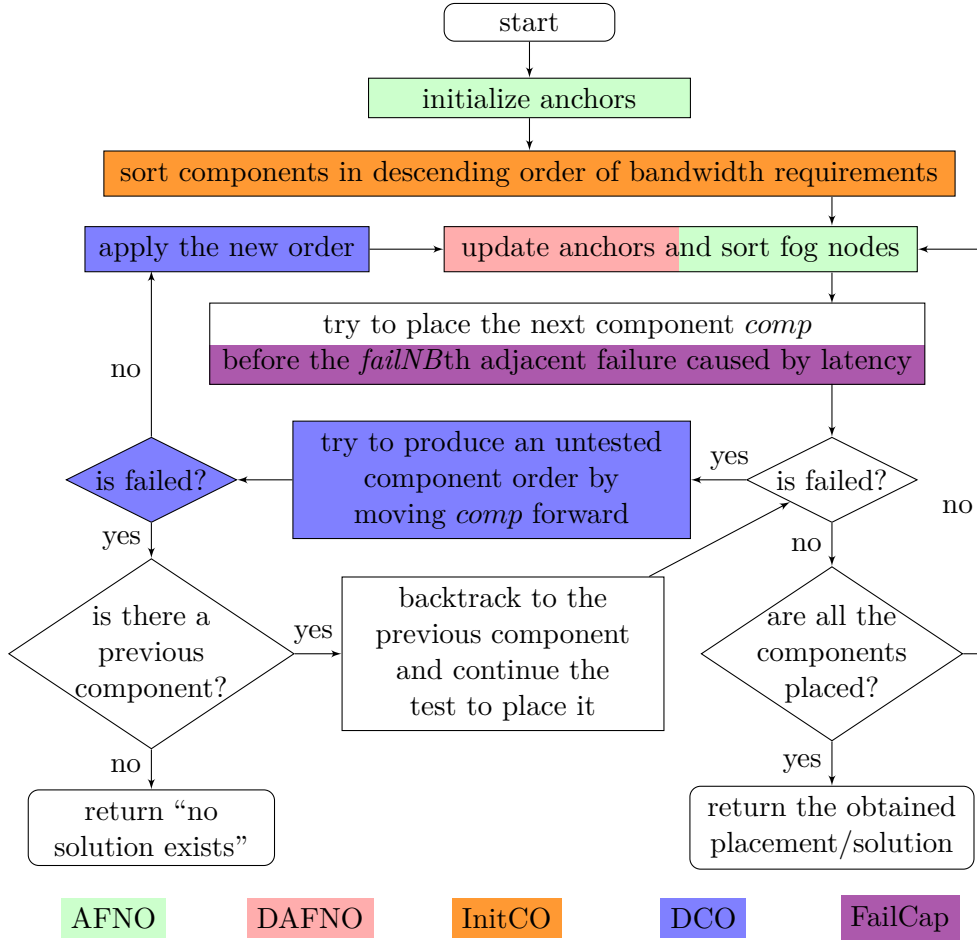 start
initialize anchors
sort components in descending order of bandwidth requirements
apply the new order
update anchors and sort fog nodes
try to place the next component comp
before the failNBth adjacent failure caused by latency
no
is failed?
try to produce an untested
component order by
moving comp forward
yes
is failed?
no
yes
no
is there a
previous
component?
yes
backtrack to the
previous component
and continue the
test to place it
are all the
components
placed?
no
yes
return “no
solution exists”
return the obtained
placement/solution
AFNO
DAFNO
InitCO
DCO
FailCap